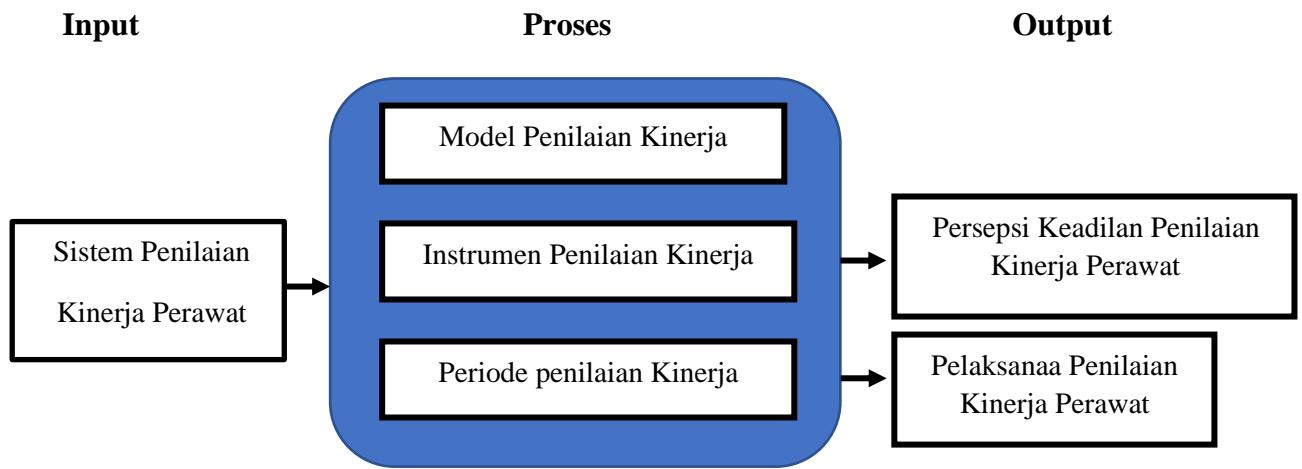 Input
Proses
Output
Sistem Penilaian
Kinerja Perawat
Model Penilaian Kinerja
Instrumen Penilaian Kinerja
Periode penilaian Kinerja
Persepsi Keadilan Penilaian
Kinerja Perawat
Pelaksanaa Penilaian
Kinerja Perawat